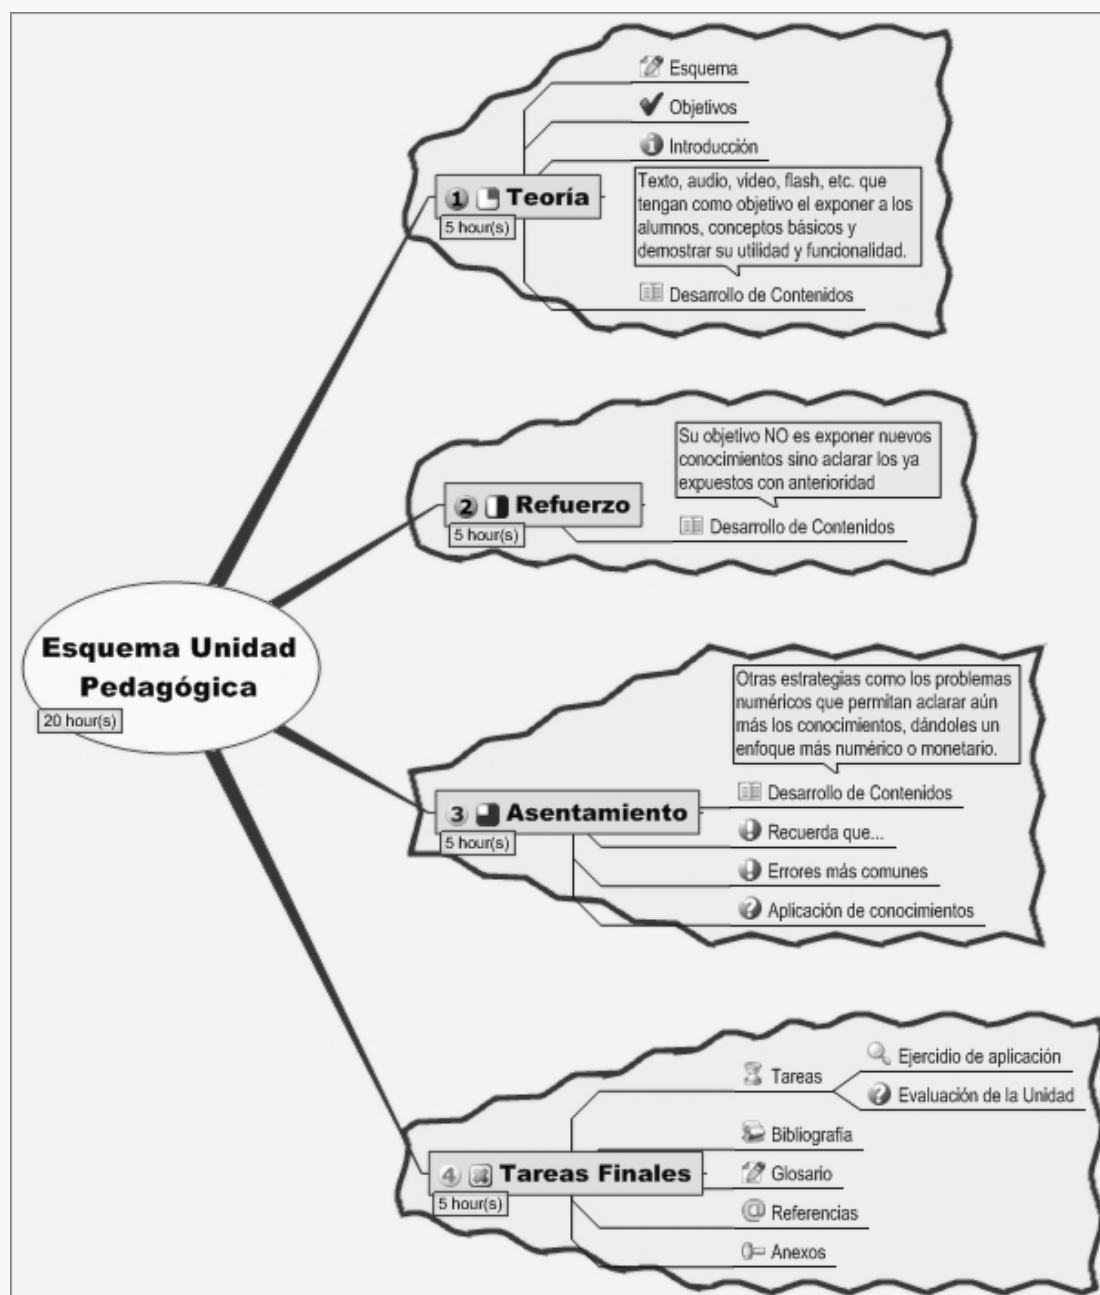 Esquema
Objetivos
Introducción
1 Teoría
5 hour(s)
Texto, audio, video, flash, etc. que
tengan como objetivo el exponer a los
alumnos, conceptos básicos y
demostrar su utilidad y funcionalidad.
Desarrollo de Contenidos
Su objetivo NO es exponer nuevos
conocimientos sino aclarar los ya
expuestos con anterioridad
2 Refuerzo
5 hour(s)
Desarrollo de Contenidos
Esquema Unidad
Pedagógica
20 hour(s)
Otras estrategias como los problemas
numéricos que permitan aclarar aún
más los conocimientos, dándoles un
enfoque más numérico o monetario.
3 Asentamiento
5 hour(s)
Desarrollo de Contenidos
Recuerda que...
Errores más comunes
Aplicación de conocimientos
Tareas
Ejercidio de aplicación
Evaluación de la Unidad
Bibliografía
4 Tareas Finales
5 hour(s)
Glosario
Referencias
Anexos